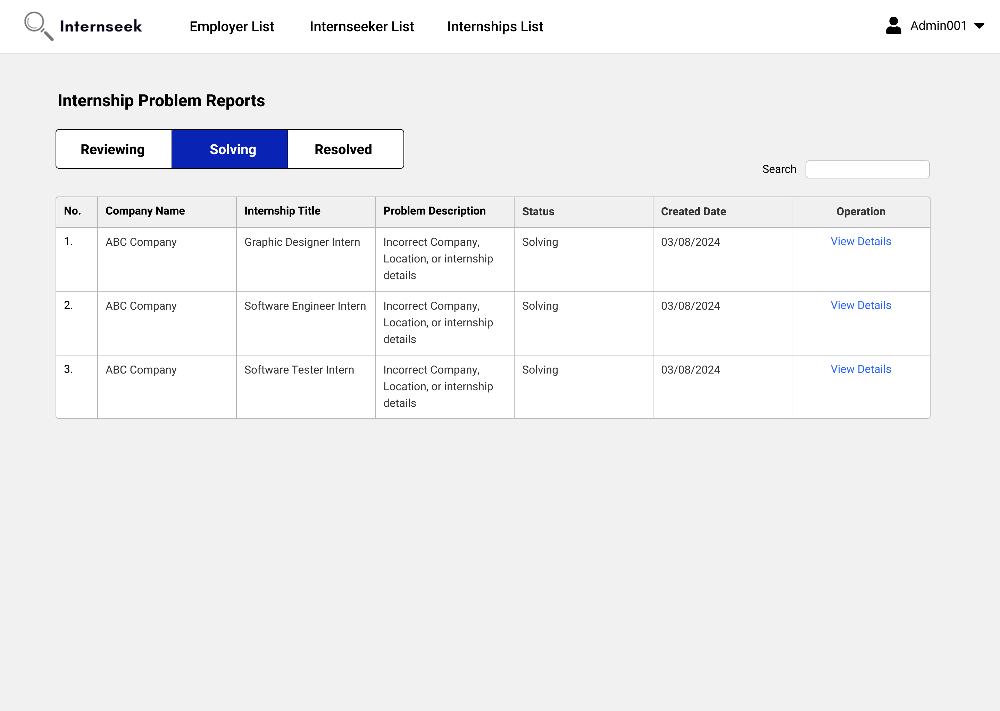 Internseek Employer List Internseeker List Internships List Admin001
Internship Problem Reports
Reviewing Solving Resolved
Search
No. Company Name Internship Title Problem Description Status Created Date Operation
1. ABC Company Graphic Designer Intern Incorrect Company, Solving 03/08/2024 View Details
Location, or internship
details
2. ABC Company Software Engineer Intern Incorrect Company, Solving 03/08/2024 View Details
Location, or internship
details
3. ABC Company Software Tester Intern Incorrect Company, Solving 03/08/2024 View Details
Location, or internship
details